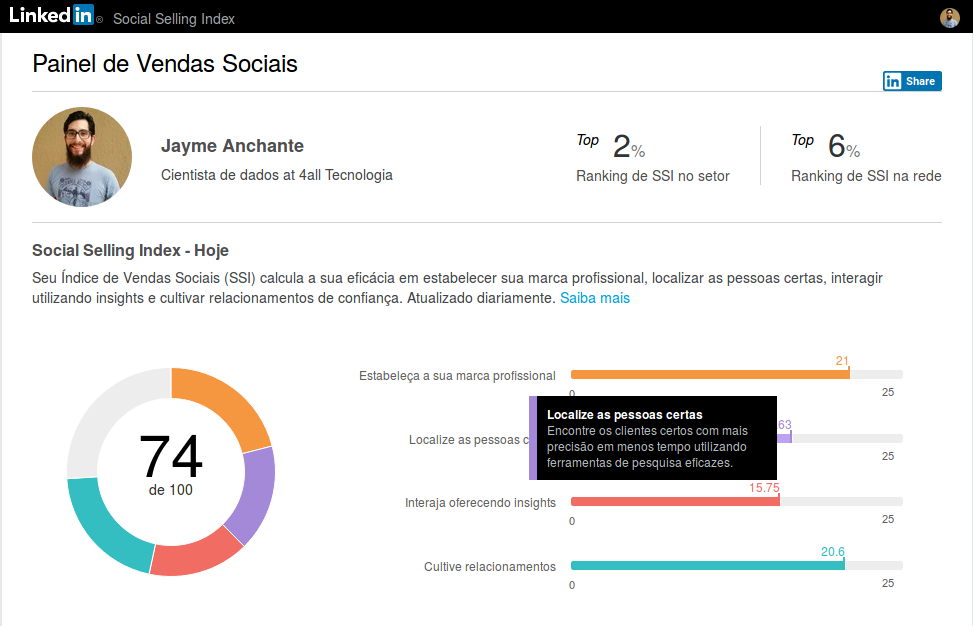 Linked in ® Social Selling Index
Painel de Vendas Sociais
in Share
Jayme Anchante
Cientista de dados at 4all Tecnologia
Top 2%
Ranking de SSI no setor
Top 6%
Ranking de SSI na rede
Social Selling Index - Hoje
Seu Índice de Vendas Sociais (SSI) calcula a sua eficácia em estabelecer sua marca profissional, localizar as pessoas certas, interagir
utilizando insights e cultivar relacionamentos de confiança. Atualizado diariamente. Saiba mais
74
de 100
Estabeleça a sua marca profissional
21
0
25
Localize as pessoas c
63
25
Localize as pessoas certas
Encontre os clientes certos com mais
precisão em menos tempo utilizando
ferramentas de pesquisa eficazes.
Interaja oferecendo insights
15.75
0
25
Cultive relacionamentos
20.6
0
25